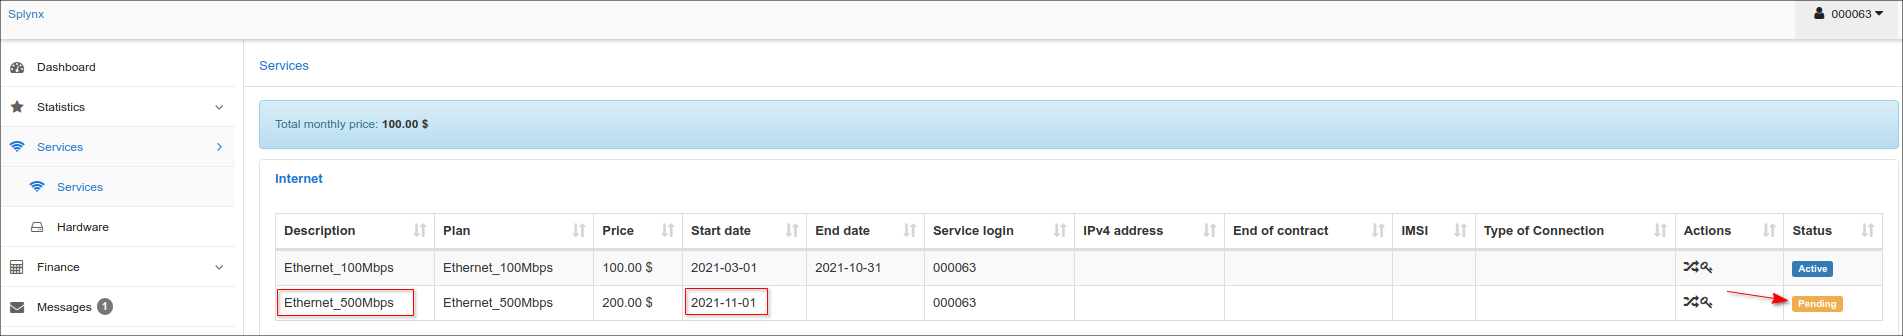 Splynx
000063
Dashboard
Statistics
Services
Services
Hardware
Finance
Messages 1
Services
Total monthly price: 100.00 $
Internet
Description Plan Price Start date End date Service login IPv4 address End of contract IMSI Type of Connection Actions Status
Ethernet_100Mbps Ethernet_100Mbps 100.00 $ 2021-03-01 2021-10-31 000063 Active
Ethernet_500Mbps Ethernet_500Mbps 200.00 $ 2021-11-01 000063 Pending